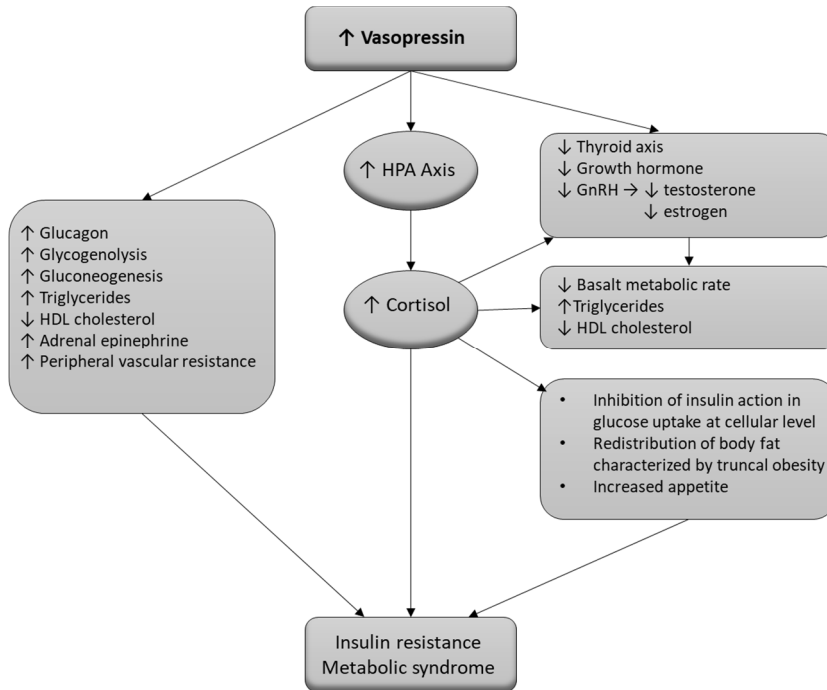 ↑ Vasopressin
↑ HPA Axis
↓ Thyroid axis
↓ Growth hormone
↓ GnRH → ↓ testosterone
↓ estrogen
↑ Glucagon
↑ Glycogenolysis
↑ Gluconeogenesis
↑ Triglycerides
↓ HDL cholesterol
↑ Adrenal epinephrine
↑ Peripheral vascular resistance
↑ Cortisol
↓ Basalt metabolic rate
↑Triglycerides
↓ HDL cholesterol
• Inhibition of insulin action in
glucose uptake at cellular level
• Redistribution of body fat
characterized by truncal obesity
• Increased appetite
Insulin resistance
Metabolic syndrome